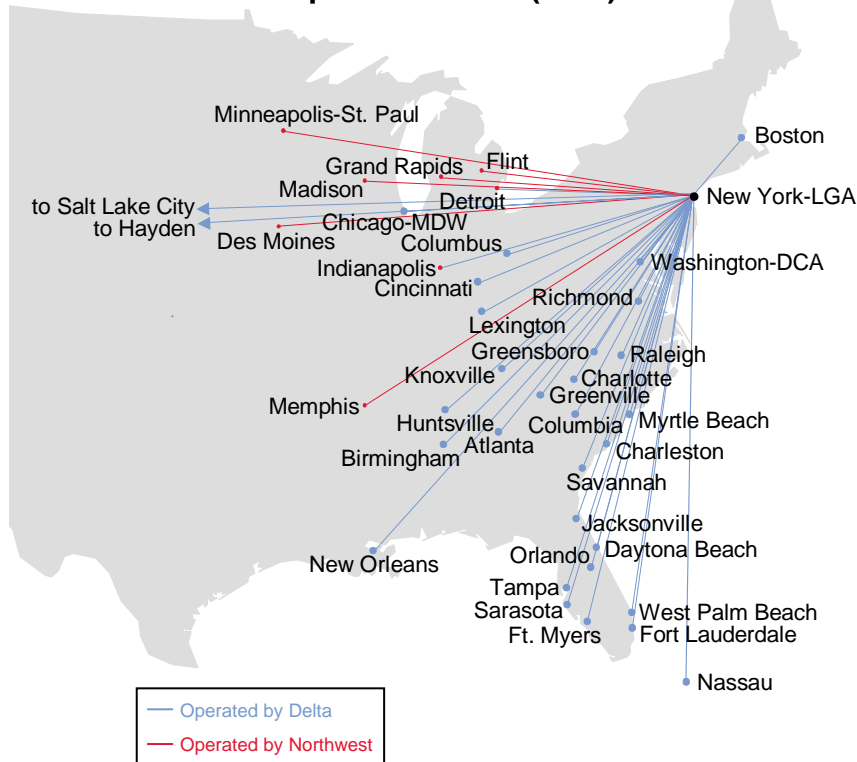 Minneapolis-St. Paul
Boston
Flint
Grand Rapids
Madison
Detroit
New York-LGA
to Salt Lake City
to Hayden
Chicago-MDW
Des Moines
Columbus
Washington-DCA
Indianapolis
Cincinnati
Richmond
Lexington
Greensboro
Raleigh
Knoxville
Charlotte
Greenville
Memphis
Huntsville
Columbia
Myrtle Beach
Atlanta
Charleston
Birmingham
Savannah
Jacksonville
Orlando
Daytona Beach
New Orleans
Tampa
Sarasota
West Palm Beach
Ft. Myers
Fort Lauderdale
Nassau
Operated by Delta
Operated by Northwest